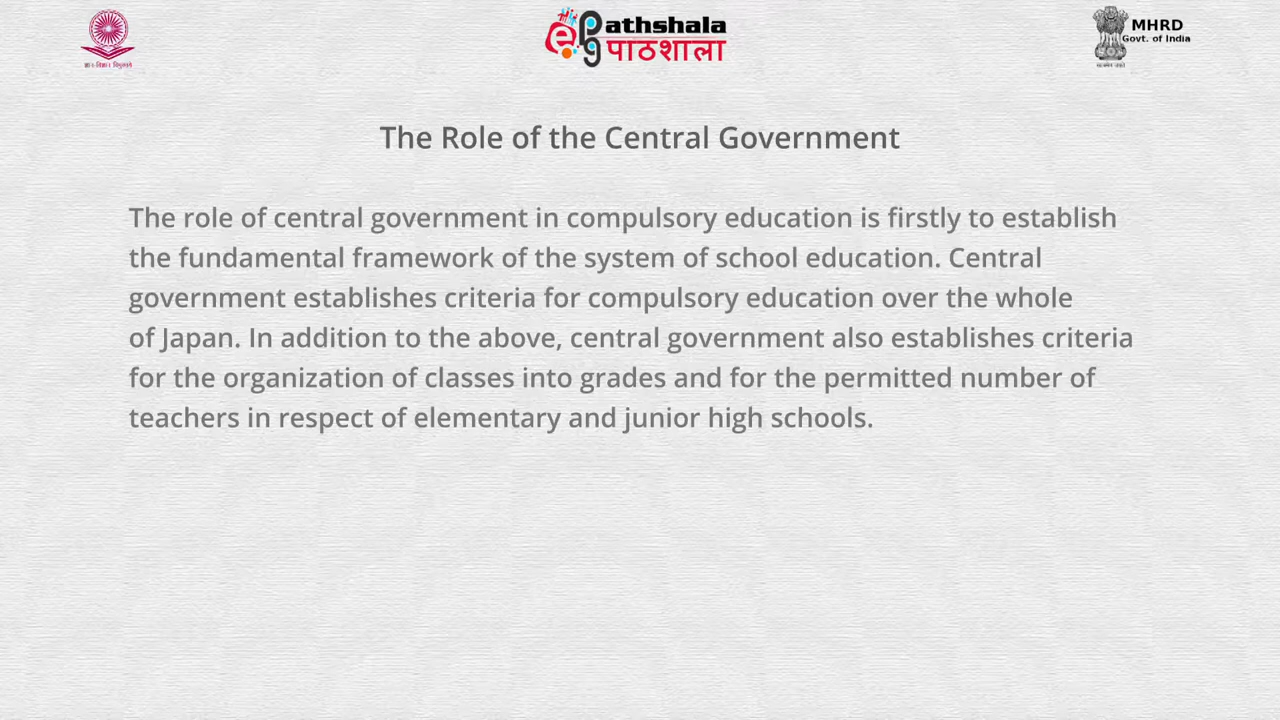 ePG Pathshala
पाठशाला
MHRD
Govt. of India
The Role of the Central Government
The role of central government in compulsory education is firstly to establish
the fundamental framework of the system of school education. Central
government establishes criteria for compulsory education over the whole
of Japan. In addition to the above, central government also establishes criteria
for the organization of classes into grades and for the permitted number of
teachers in respect of elementary and junior high schools.